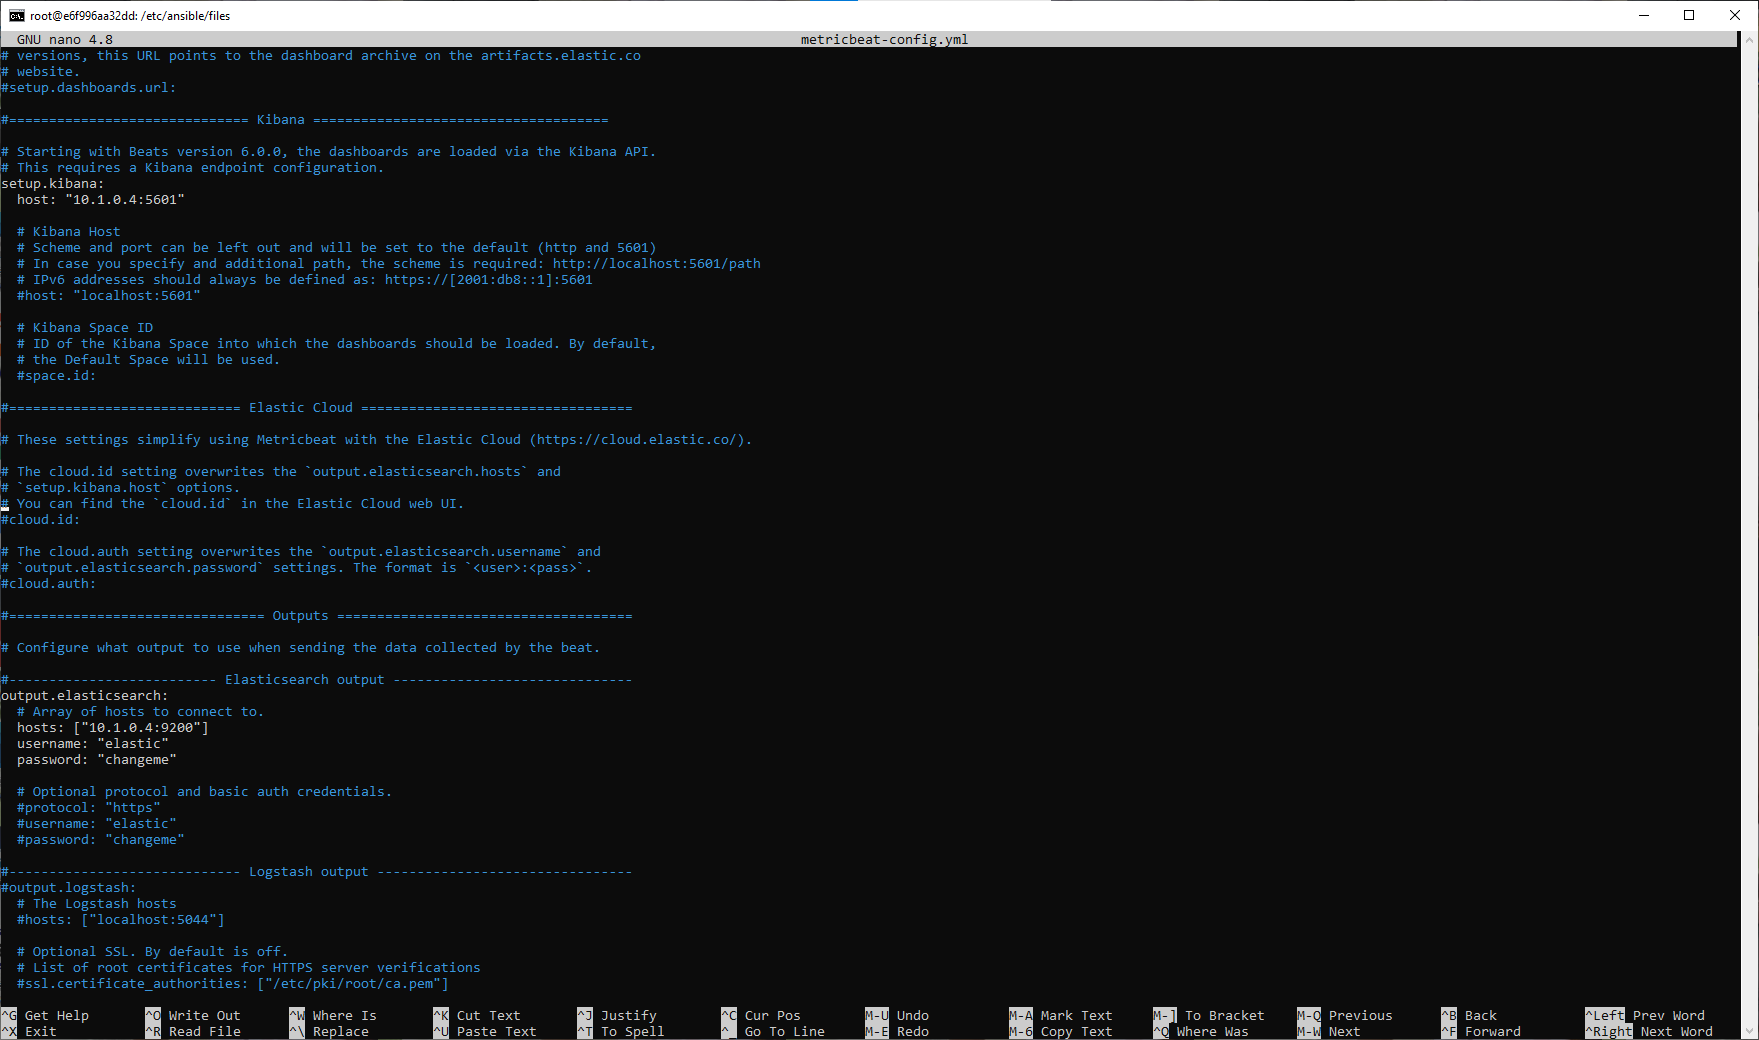 root@e6f996aa32dd: /etc/ansible/files
GNU nano 4.8 metricbeat-config.yml
# versions, this URL points to the dashboard archive on the artifacts.elastic.co
# website.
#setup.dashboards.url:
#============================== Kibana =====================================
# Starting with Beats version 6.0.0, the dashboards are loaded via the Kibana API.
# This requires a Kibana endpoint configuration.
setup.kibana:
  host: "10.1.0.4:5601"
  # Kibana Host
  # Scheme and port can be left out and will be set to the default (http and 5601)
  # In case you specify and additional path, the scheme is required: http://localhost:5601/path
  # IPv6 addresses should always be defined as: https://[2001:db8::1]:5601
  #host: "localhost:5601"
  # Kibana Space ID
  # ID of the Kibana Space into which the dashboards should be loaded. By default,
  # the Default Space will be used.
  #space.id:
#============================= Elastic Cloud ==================================
# These settings simplify using Metricbeat with the Elastic Cloud (https://cloud.elastic.co/).
# The cloud.id setting overwrites the `output.elasticsearch.hosts` and
# `setup.kibana.host` options.
# You can find the `cloud.id` in the Elastic Cloud web UI.
#cloud.id:
# The cloud.auth setting overwrites the `output.elasticsearch.username` and
# `output.elasticsearch.password` settings. The format is `<user>:<pass>`.
#cloud.auth:
#================================ Outputs =====================================
# Configure what output to use when sending the data collected by the beat.
#-------------------------- Elasticsearch output ------------------------------
output.elasticsearch:
  # Array of hosts to connect to.
  hosts: ["10.1.0.4:9200"]
  username: "elastic"
  password: "changeme"
  # Optional protocol and basic auth credentials.
  #protocol: "https"
  #username: "elastic"
  #password: "changeme"
#----------------------------- Logstash output --------------------------------
#output.logstash:
  # The Logstash hosts
  #hosts: ["localhost:5044"]
  # Optional SSL. By default is off.
  # List of root certificates for HTTPS server verifications
  #ssl.certificate_authorities: ["/etc/pki/root/ca.pem"]
^G Get Help ^O Write Out ^W Where Is ^K Cut Text ^J Justify ^C Cur Pos M-U Undo M-A Mark Text M-] To Bracket M-Q Previous ^B Back ^Left Prev Word
^X Exit ^R Read File ^\ Replace ^U Paste Text ^T To Spell ^_ Go To Line M-E Redo M-6 Copy Text ^Q Where Was M-W Next ^F Forward ^Right Next Word